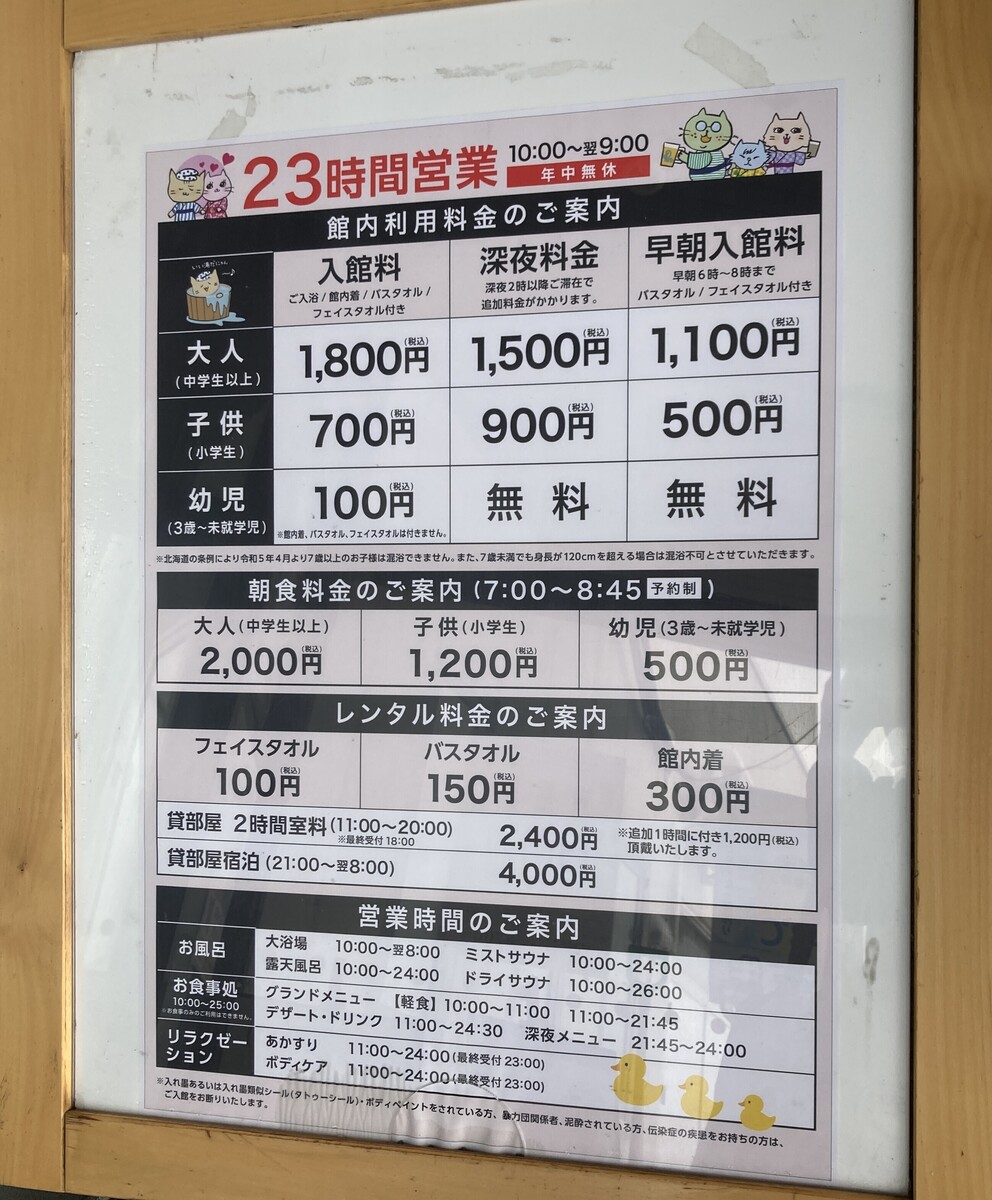 23時間営業 10:00〜翌9:00
年中無休
館内利用料金のご案内
いい湯だにゃん
入館料
ご入浴 / 館内着 / バスタオル /
フェイスタオル付き
深夜料金
深夜2時以降ご滞在で
追加料金がかかります。
早朝入館料
早朝6時〜8時まで
バスタオル / フェイスタオル付き
大人
(中学生以上)
1,800円(税込)
1,500円(税込)
1,100円(税込)
子供
(小学生)
700円(税込)
900円(税込)
500円(税込)
幼児
(3歳〜未就学児)
100円(税込)
※館内着、バスタオル、フェイスタオルは付きません。
無料
無料
※北海道の条例により令和5年4月より7歳以上のお子様は混浴できません。また、7歳未満でも身長が120cmを超える場合は混浴不可とさせていただきます。
朝食料金のご案内(7:00〜8:45 予約制)
大人(中学生以上)
2,000円(税込)
子供(小学生)
1,200円(税込)
幼児(3歳〜未就学児)
500円(税込)
レンタル料金のご案内
フェイスタオル
100円(税込)
バスタオル
150円(税込)
館内着
300円(税込)
貸部屋 2時間室料(11:00〜20:00)
※最終受付18:00
2,400円(税込)
※追加1時間に付き1,200円(税込)
頂戴いたします。
貸部屋宿泊(21:00〜翌8:00) 4,000円(税込)
営業時間のご案内
お風呂
大浴場 10:00〜翌8:00 ミストサウナ 10:00〜24:00
露天風呂 10:00〜24:00 ドライサウナ 10:00〜26:00
お食事処
10:00〜25:00
※お食事のみのご利用はできません。
グランドメニュー 【軽食】10:00〜11:00 11:00〜21:45
デザート・ドリンク 11:00〜24:30 深夜メニュー 21:45〜24:00
リラクゼー
ション
あかすり 11:00〜24:00(最終受付23:00)
ボディケア 11:00〜24:00(最終受付23:00)
※入れ墨あるいは入れ墨類似シール(タトゥーシール)・ボディペイントをされている方、暴力団関係者、泥酔されている方、伝染症の疾患をお持ちの方は、
ご入館をお断りいたします。